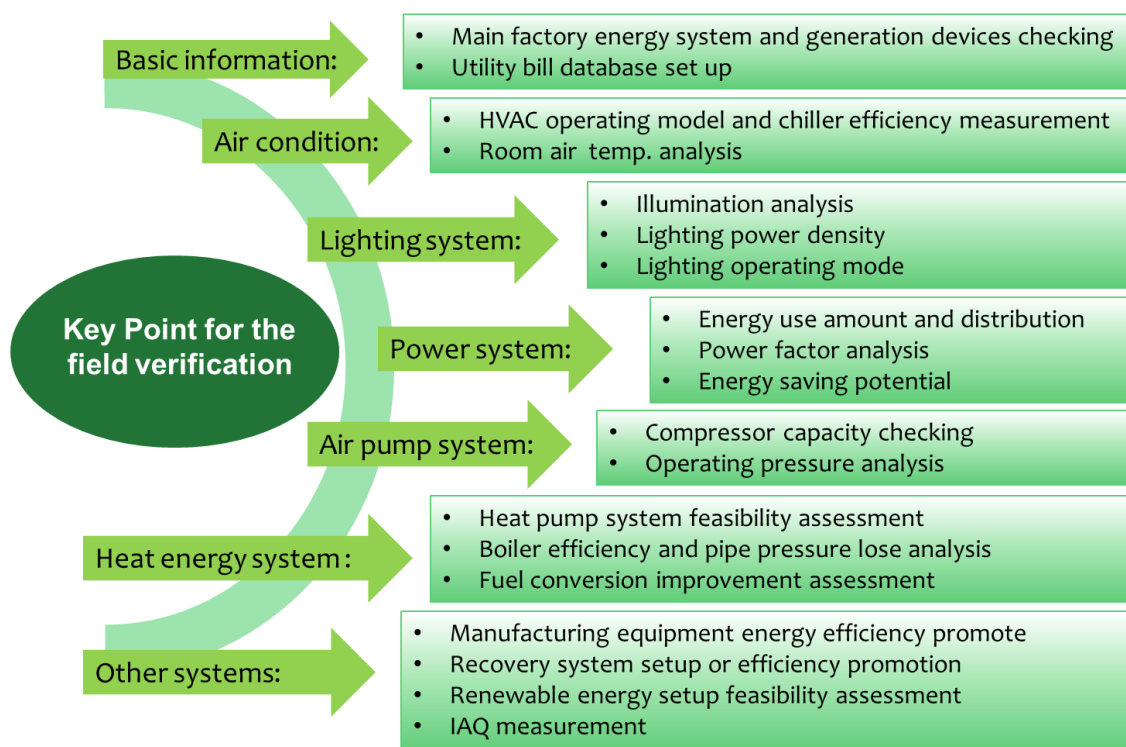 Key Point for the
field verification
Basic information:
• Main factory energy system and generation devices checking
• Utility bill database set up
Air condition:
• HVAC operating model and chiller efficiency measurement
• Room air temp. analysis
Lighting system:
• Illumination analysis
• Lighting power density
• Lighting operating mode
Power system:
• Energy use amount and distribution
• Power factor analysis
• Energy saving potential
Air pump system:
• Compressor capacity checking
• Operating pressure analysis
Heat energy system :
• Heat pump system feasibility assessment
• Boiler efficiency and pipe pressure lose analysis
• Fuel conversion improvement assessment
Other systems:
• Manufacturing equipment energy efficiency promote
• Recovery system setup or efficiency promotion
• Renewable energy setup feasibility assessment
• IAQ measurement